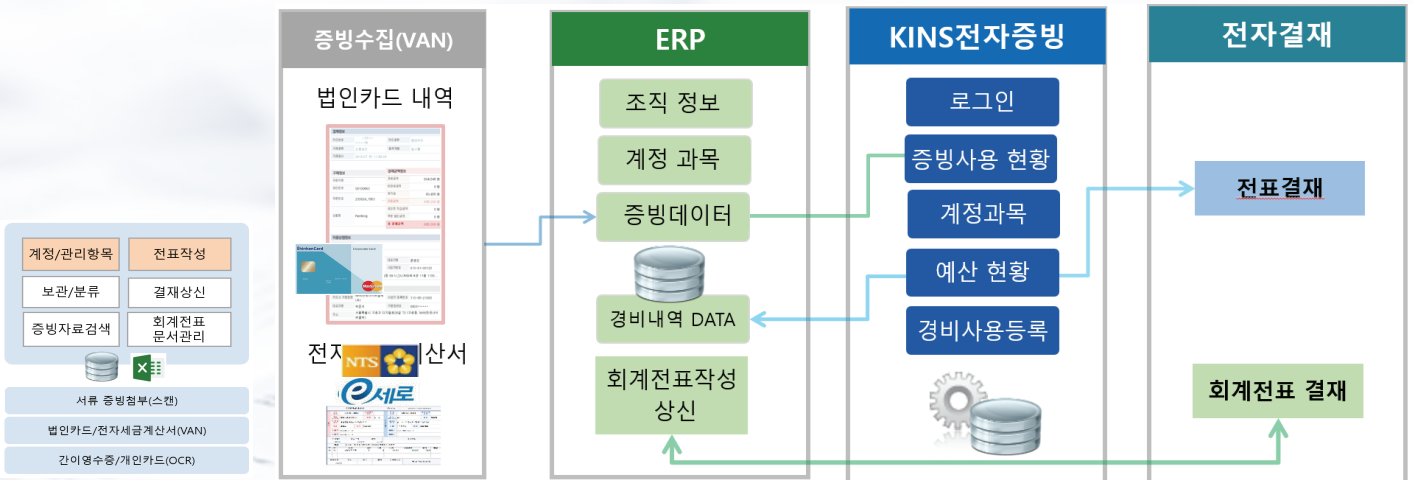 계정/관리항목
전표작성
보관/분류
결재상신
증빙자료검색
회계전표
문서관리
서류 증빙첨부(스캔)
법인카드/전자세금계산서(VAN)
간이영수증/개인카드(OCR)
증빙수집(VAN)
법인카드 내역
전자
산서
NTS
e세로
ERP
조직 정보
계정 과목
증빙데이터
경비내역 DATA
회계전표작성
상신
KINS전자증빙
로그인
증빙사용 현황
계정과목
예산 현황
경비사용등록
전자결재
전표결재
회계전표 결재